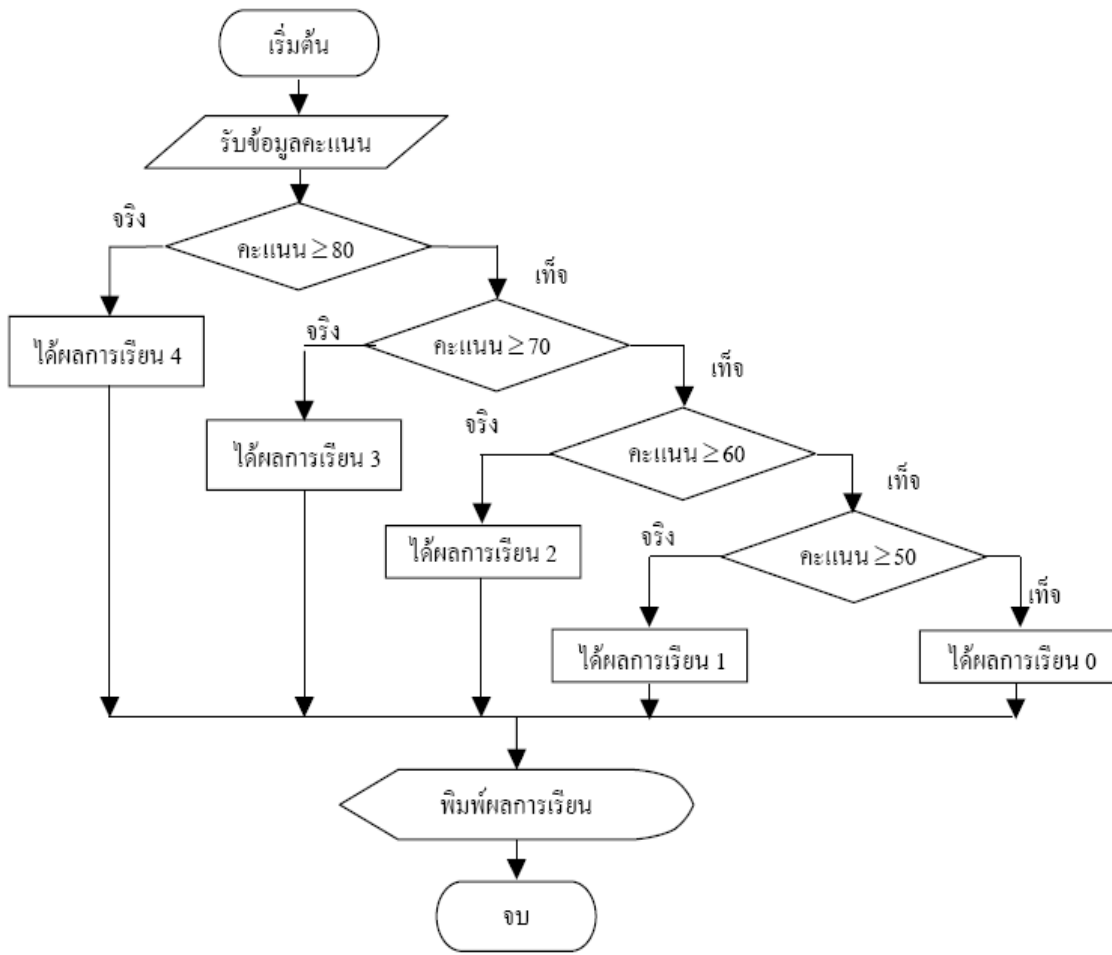 เริ่มต้น
รับข้อมูลคะแนน
จริง
คะแนน ≥ 80
เท็จ
ได้ผลการเรียน 4
จริง
คะแนน ≥ 70
เท็จ
ได้ผลการเรียน 3
จริง
คะแนน ≥ 60
เท็จ
ได้ผลการเรียน 2
จริง
คะแนน ≥ 50
เท็จ
ได้ผลการเรียน 1
ได้ผลการเรียน 0
พิมพ์ผลการเรียน
จบ